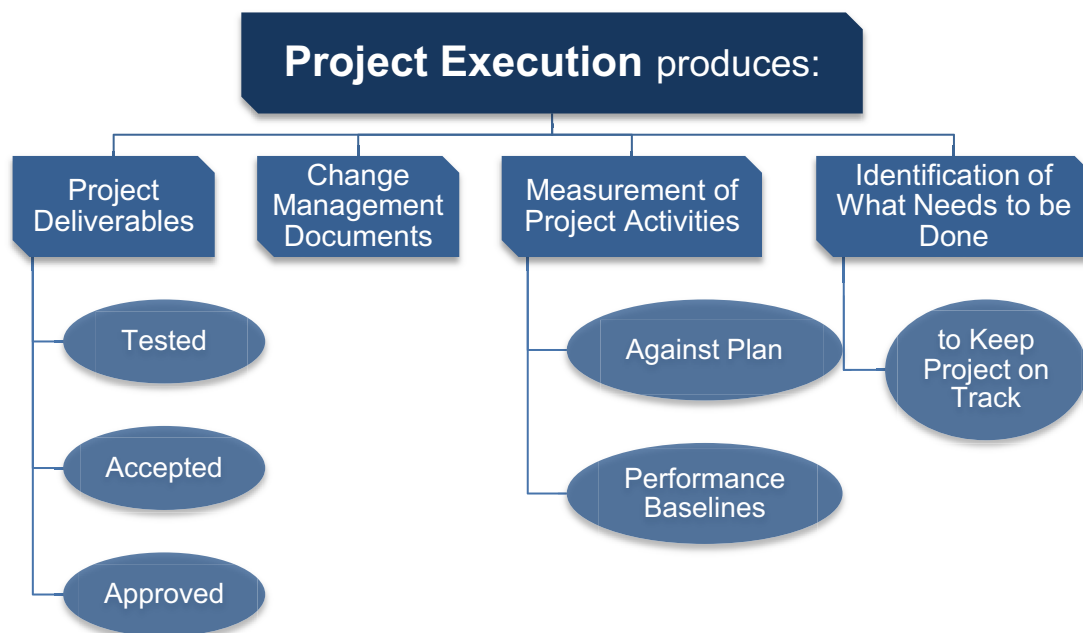 Project Execution produces:
Project
Deliverables
Change
Management
Documents
Measurement of
Project Activities
Identification of
What Needs to be
Done
Tested
Accepted
Approved
Against Plan
Performance
Baselines
to Keep
Project on
Track